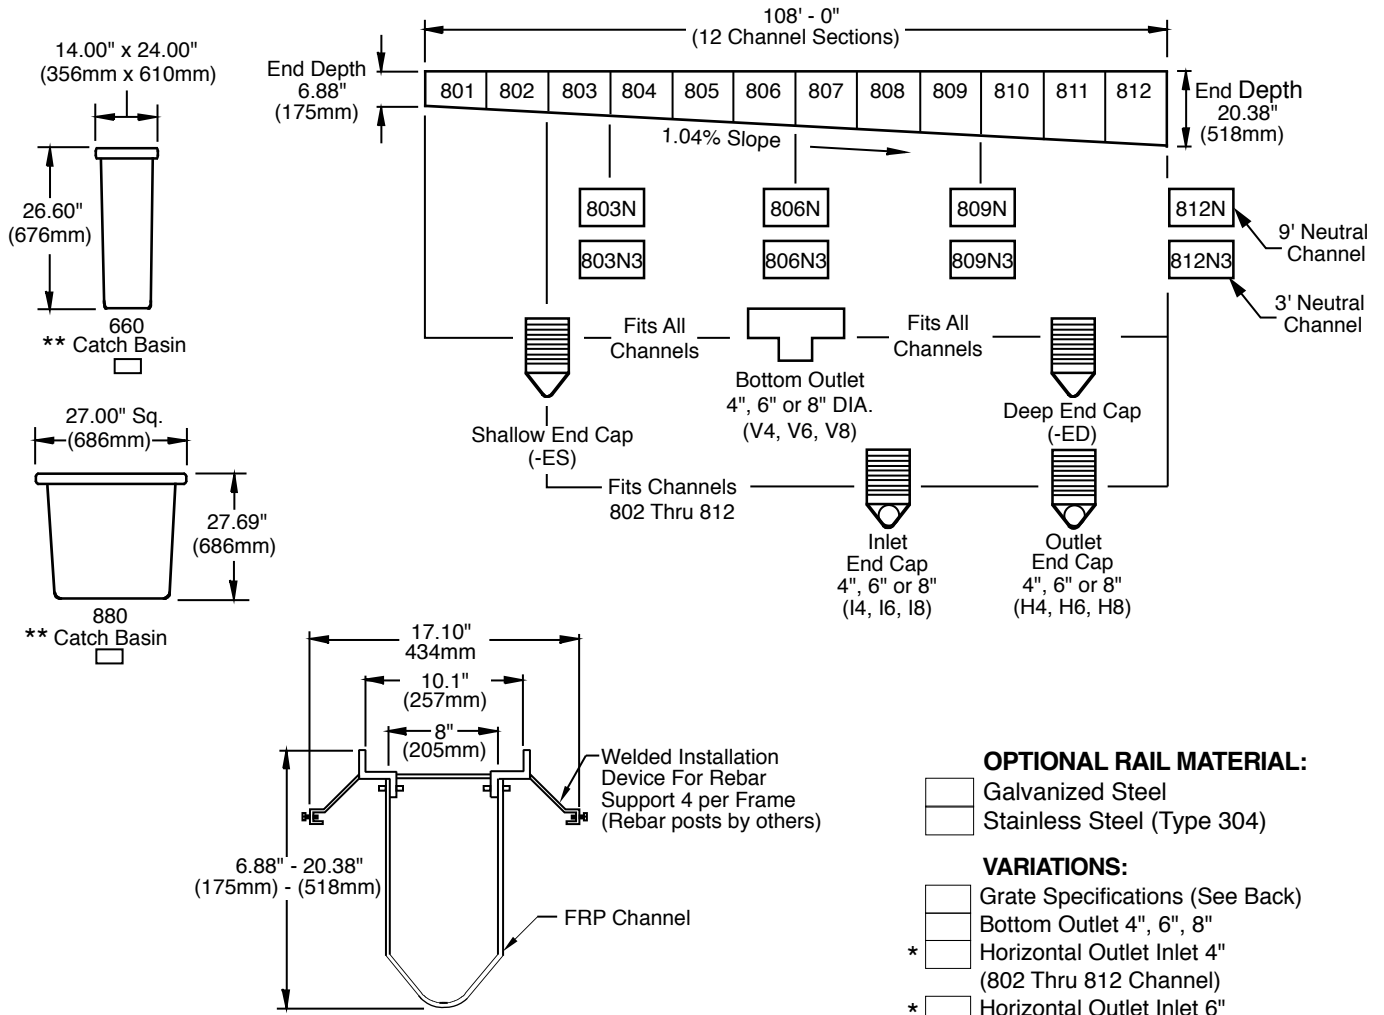 108' - 0"
(12 Channel Sections)
14.00" x 24.00"
(356mm x 610mm)
End Depth
6.88"
(175mm)
801 802 803 804 805 806 807 808 809 810 811 812
End Depth
20.38"
(518mm)
1.04% Slope
26.60"
(676mm)
660
** Catch Basin
803N 806N 809N 812N
803N3 806N3 809N3 812N3
9' Neutral
Channel
3' Neutral
Channel
Fits All
Channels
Fits All
Channels
Shallow End Cap
(-ES)
Bottom Outlet
4", 6" or 8" DIA.
(V4, V6, V8)
Deep End Cap
(-ED)
27.00" Sq.
(686mm)
27.69"
(686mm)
880
** Catch Basin
Fits Channels
802 Thru 812
Inlet
End Cap
4", 6" or 8"
(I4, I6, I8)
Outlet
End Cap
4", 6" or 8"
(H4, H6, H8)
17.10"
434mm
10.1"
(257mm)
8"
(205mm)
Welded Installation
Device For Rebar
Support 4 per Frame
(Rebar posts by others)
6.88" - 20.38"
(175mm) - (518mm)
FRP Channel
OPTIONAL RAIL MATERIAL:
Galvanized Steel
Stainless Steel (Type 304)
VARIATIONS:
Grate Specifications (See Back)
Bottom Outlet 4", 6", 8"
* Horizontal Outlet Inlet 4"
(802 Thru 812 Channel)
* Horizontal Outlet Inlet 6"